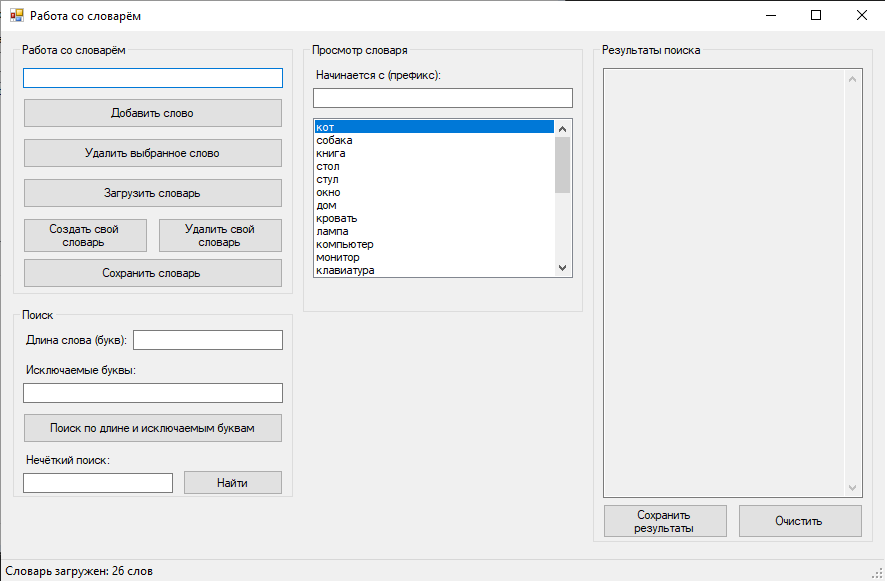 Работа со словарём
Работа со словарём
Добавить слово
Удалить выбранное слово
Загрузить словарь
Создать свой
словарь
Удалить свой
словарь
Сохранить словарь
Поиск
Длина слова (букв):
Исключаемые буквы:
Поиск по длине и исключаемым буквам
Нечёткий поиск:
Найти
Просмотр словаря
Начинается с (префикс):
кот
собака
книга
стол
стул
окно
дом
кровать
лампа
компьютер
монитор
клавиатура
Результаты поиска
Сохранить
результаты
Очистить
Словарь загружен: 26 слов